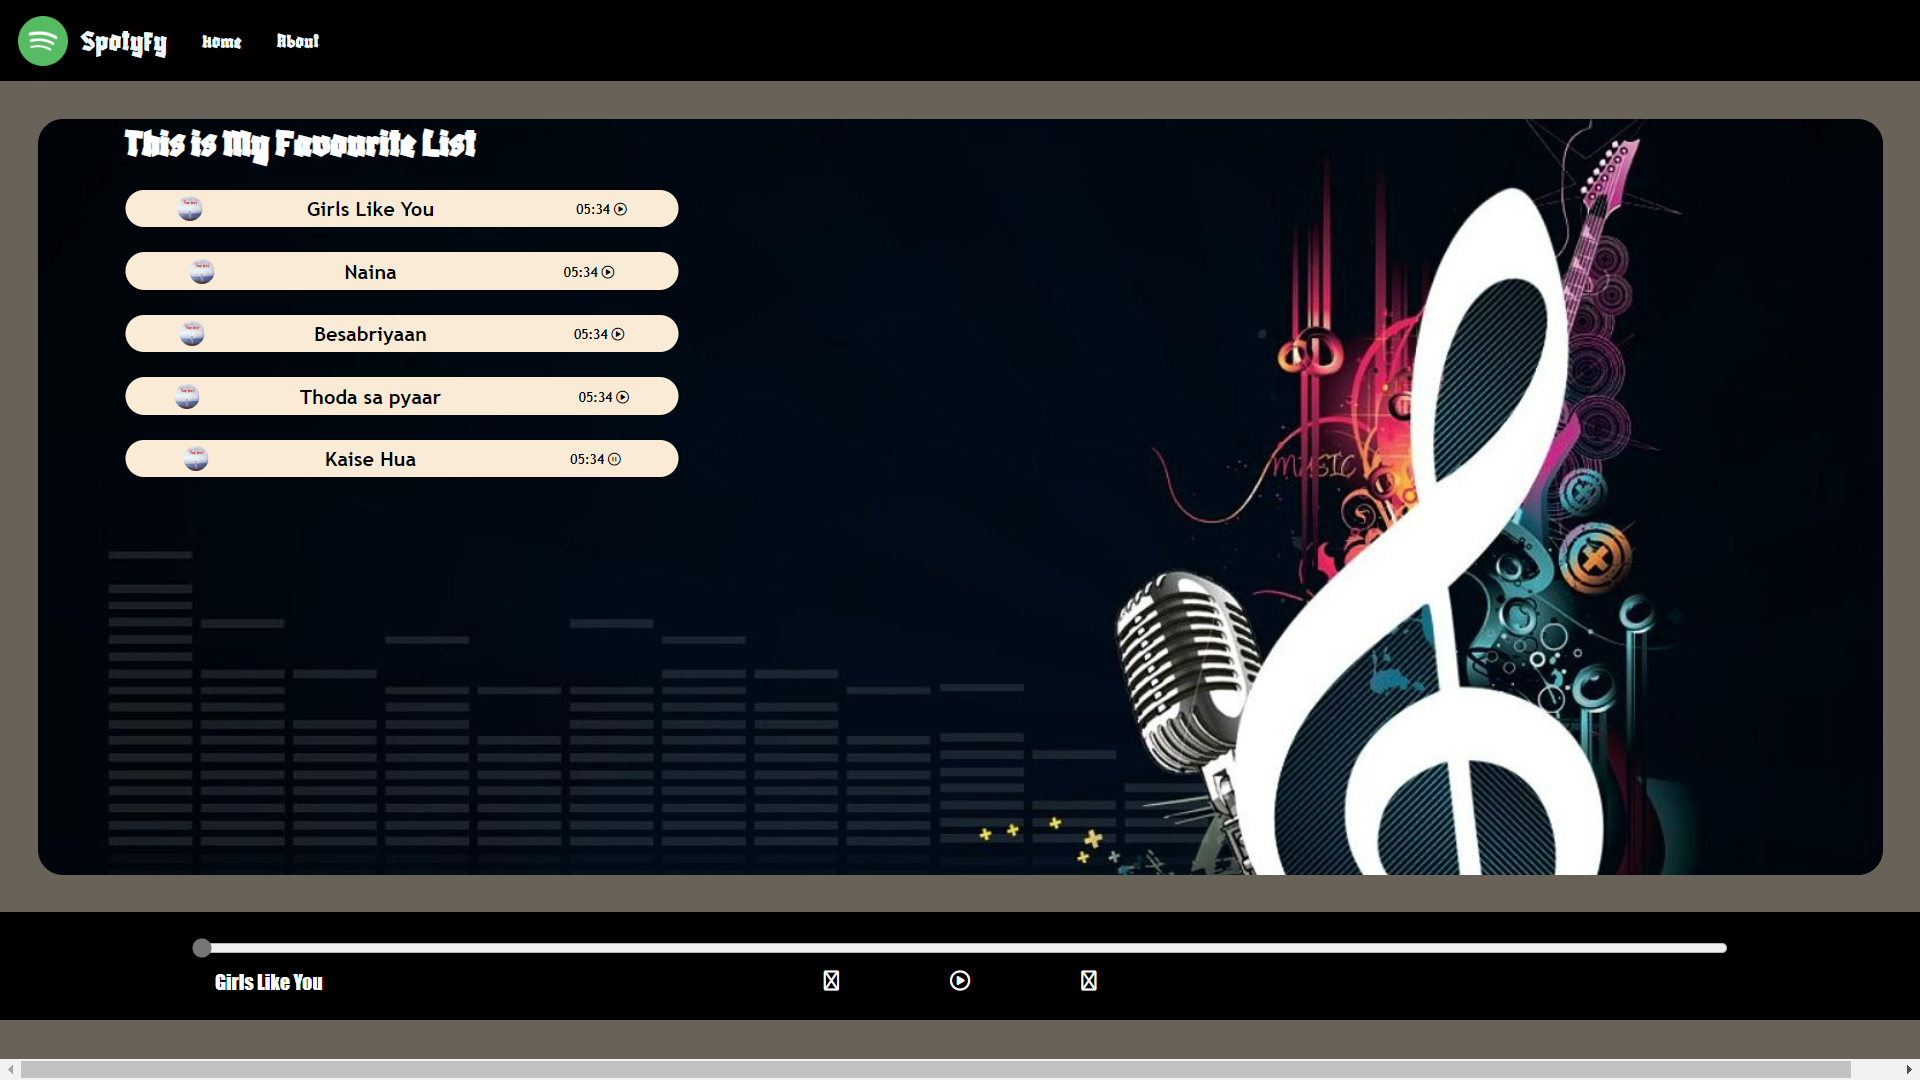 SpotyFy Home About
This is My Favourite List
Girls Like You 05:34
Naina 05:34
Besabriyaan 05:34
Thoda sa pyaar 05:34
Kaise Hua 05:34
MUSIC
Girls Like You